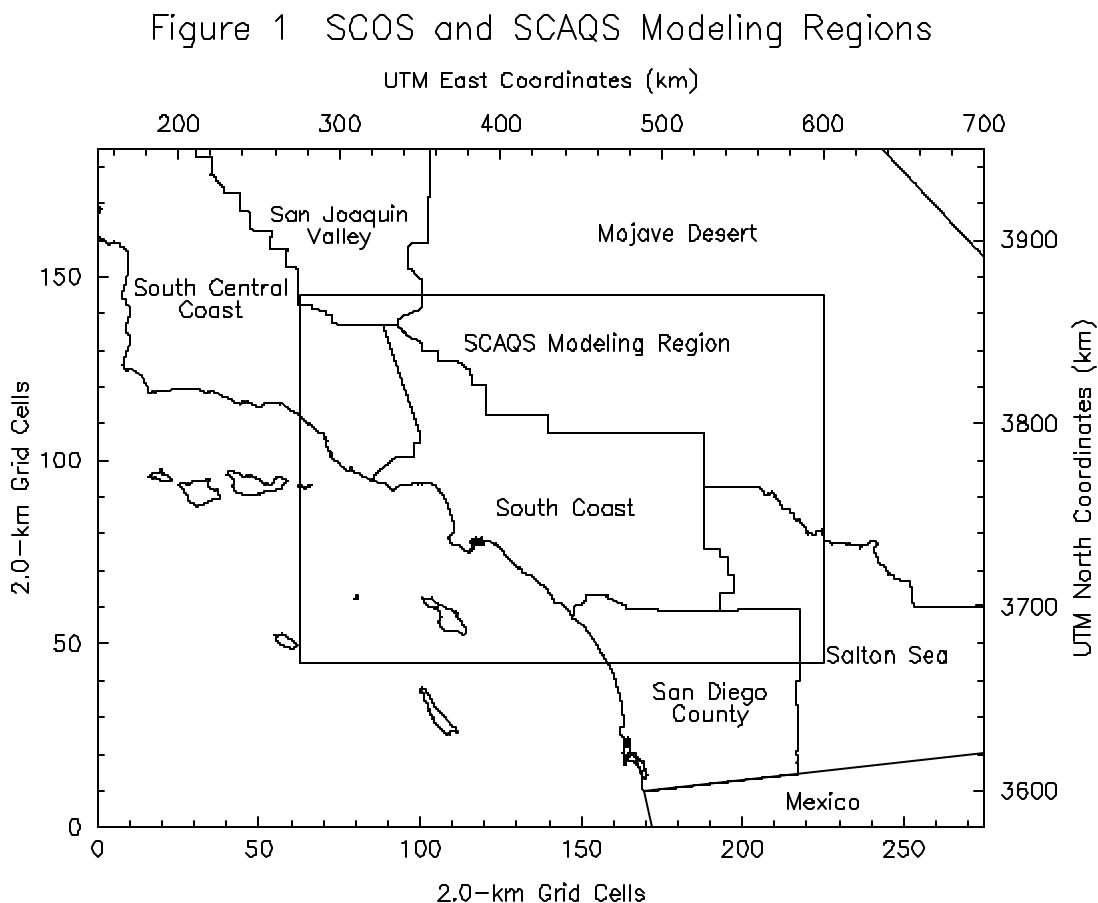 Figure 1 SCOS and SCAQS Modeling Regions
UTM East Coordinates (km)
200 300 400 500 600 700
San Joaquin
Valley
Mojave Desert
3900
150
South Central
Coast
SCAQS Modeling Region
3800
100
South Coast
2.0-km Grid Cells
UTM North Coordinates (km)
3700
50
Salton Sea
San Diego
County
3600
Mexico
0
0 50 100 150 200 250
2.0-km Grid Cells